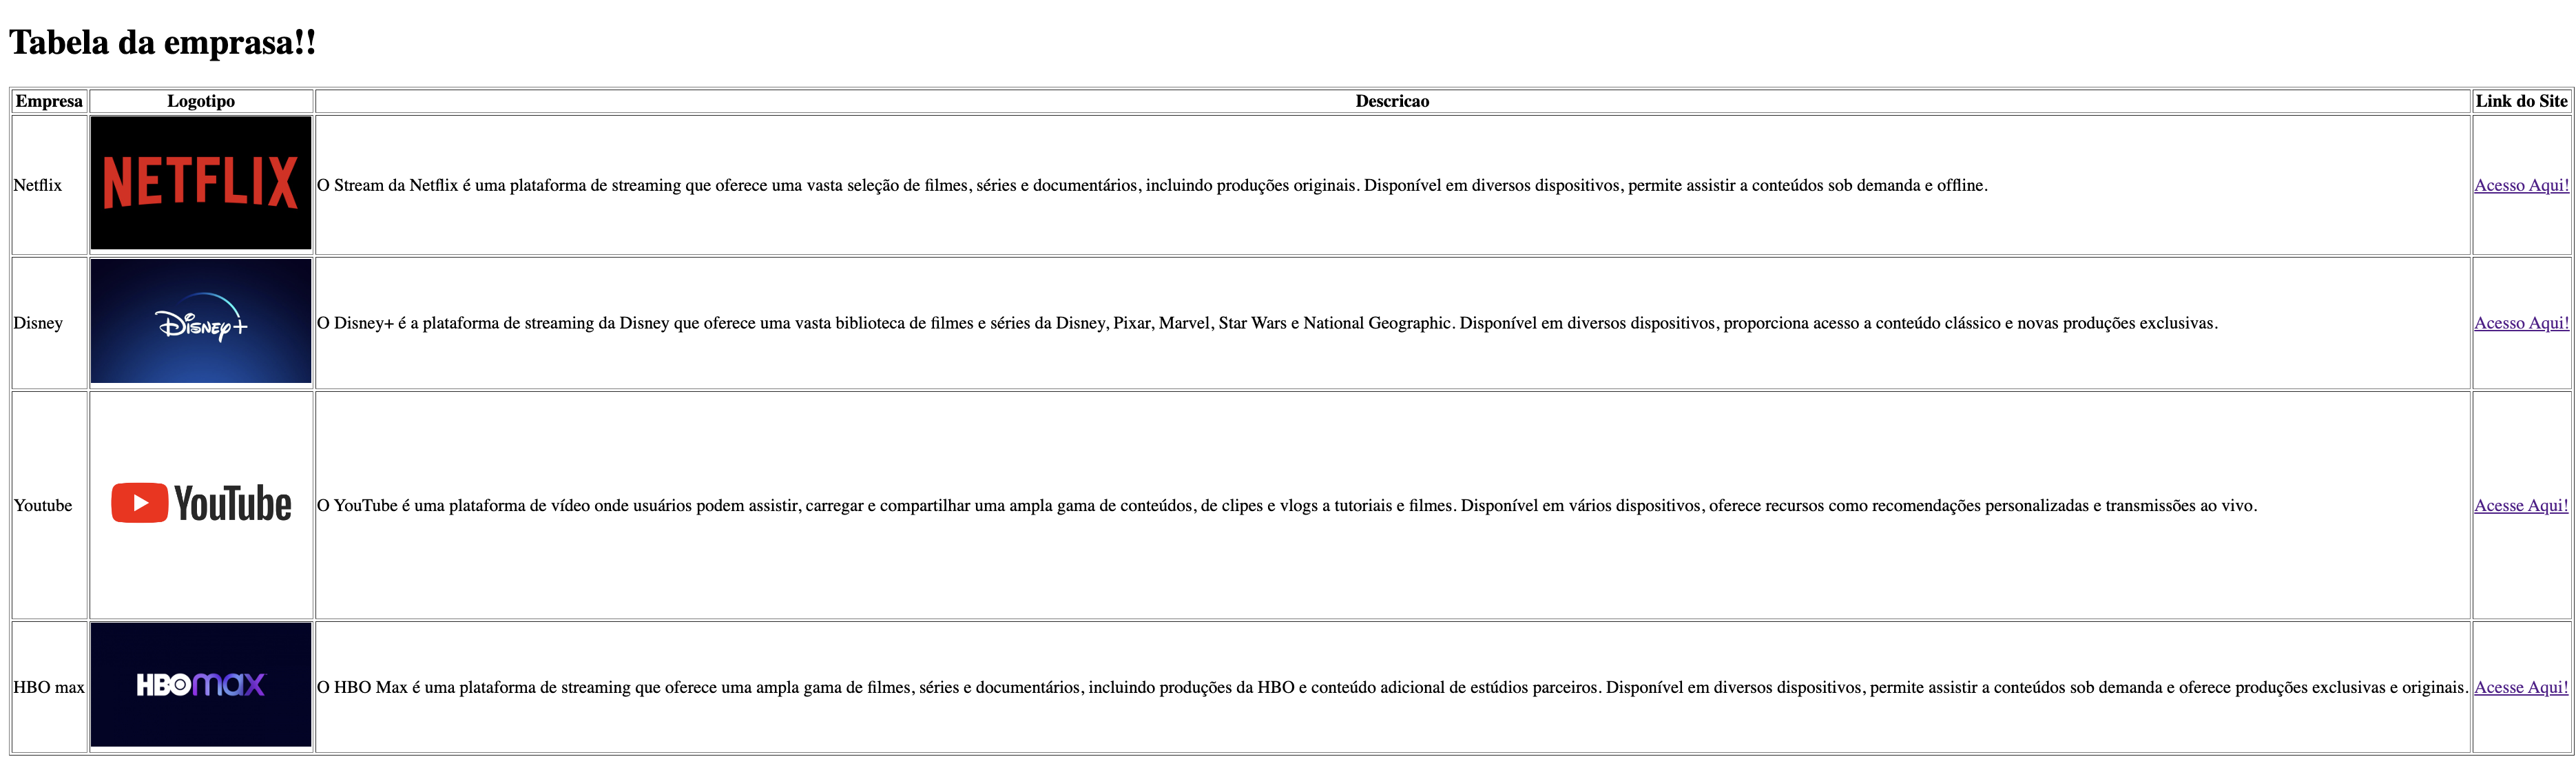 Tabela da emprasa!!
Empresa Logotipo Descricao Link do Site
Netflix NETFLIX O Stream da Netflix é uma plataforma de streaming que oferece uma vasta seleção de filmes, séries e documentários, incluindo produções originais. Disponível em diversos dispositivos, permite assistir a conteúdos sob demanda e offline. Acesso Aqui!
Disney Disney+ O Disney+ é a plataforma de streaming da Disney que oferece uma vasta biblioteca de filmes e séries da Disney, Pixar, Marvel, Star Wars e National Geographic. Disponível em diversos dispositivos, proporciona acesso a conteúdo clássico e novas produções exclusivas. Acesso Aqui!
Youtube YouTube O YouTube é uma plataforma de vídeo onde usuários podem assistir, carregar e compartilhar uma ampla gama de conteúdos, de clipes e vlogs a tutoriais e filmes. Disponível em vários dispositivos, oferece recursos como recomendações personalizadas e transmissões ao vivo. Acesse Aqui!
HBO max HBOmax O HBO Max é uma plataforma de streaming que oferece uma ampla gama de filmes, séries e documentários, incluindo produções da HBO e conteúdo adicional de estúdios parceiros. Disponível em diversos dispositivos, permite assistir a conteúdos sob demanda e oferece produções exclusivas e originais. Acesse Aqui!